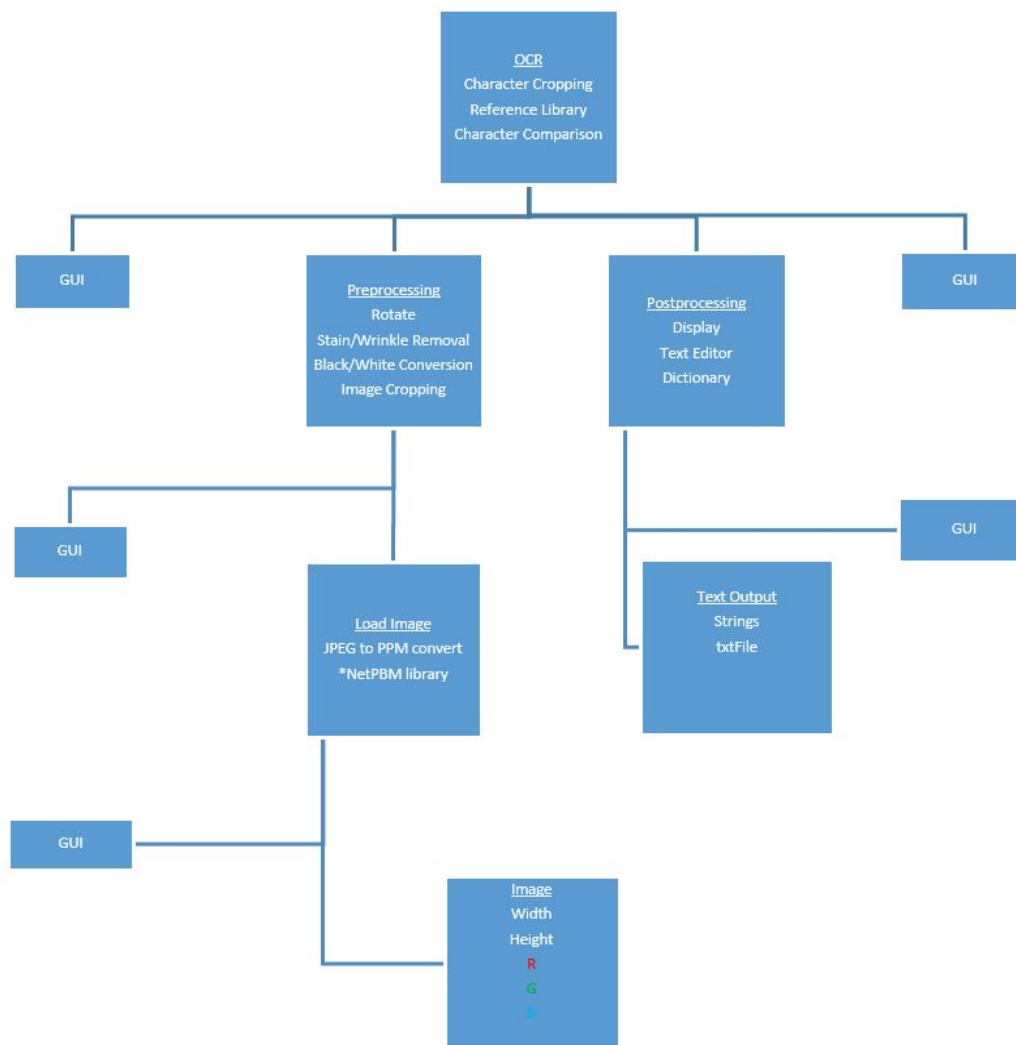 OCR
Character Cropping
Reference Library
Character Comparison
GUI
Preprocessing
Rotate
Stain/Wrinkle Removal
Black/White Conversion
Image Cropping
Postprocessing
Display
Text Editor
Dictionary
GUI
GUI
Load Image
JPEG to PPM convert
*NetPBM library
GUI
Text Output
Strings
txtFile
GUI
Image
Width
Height
R
G
B